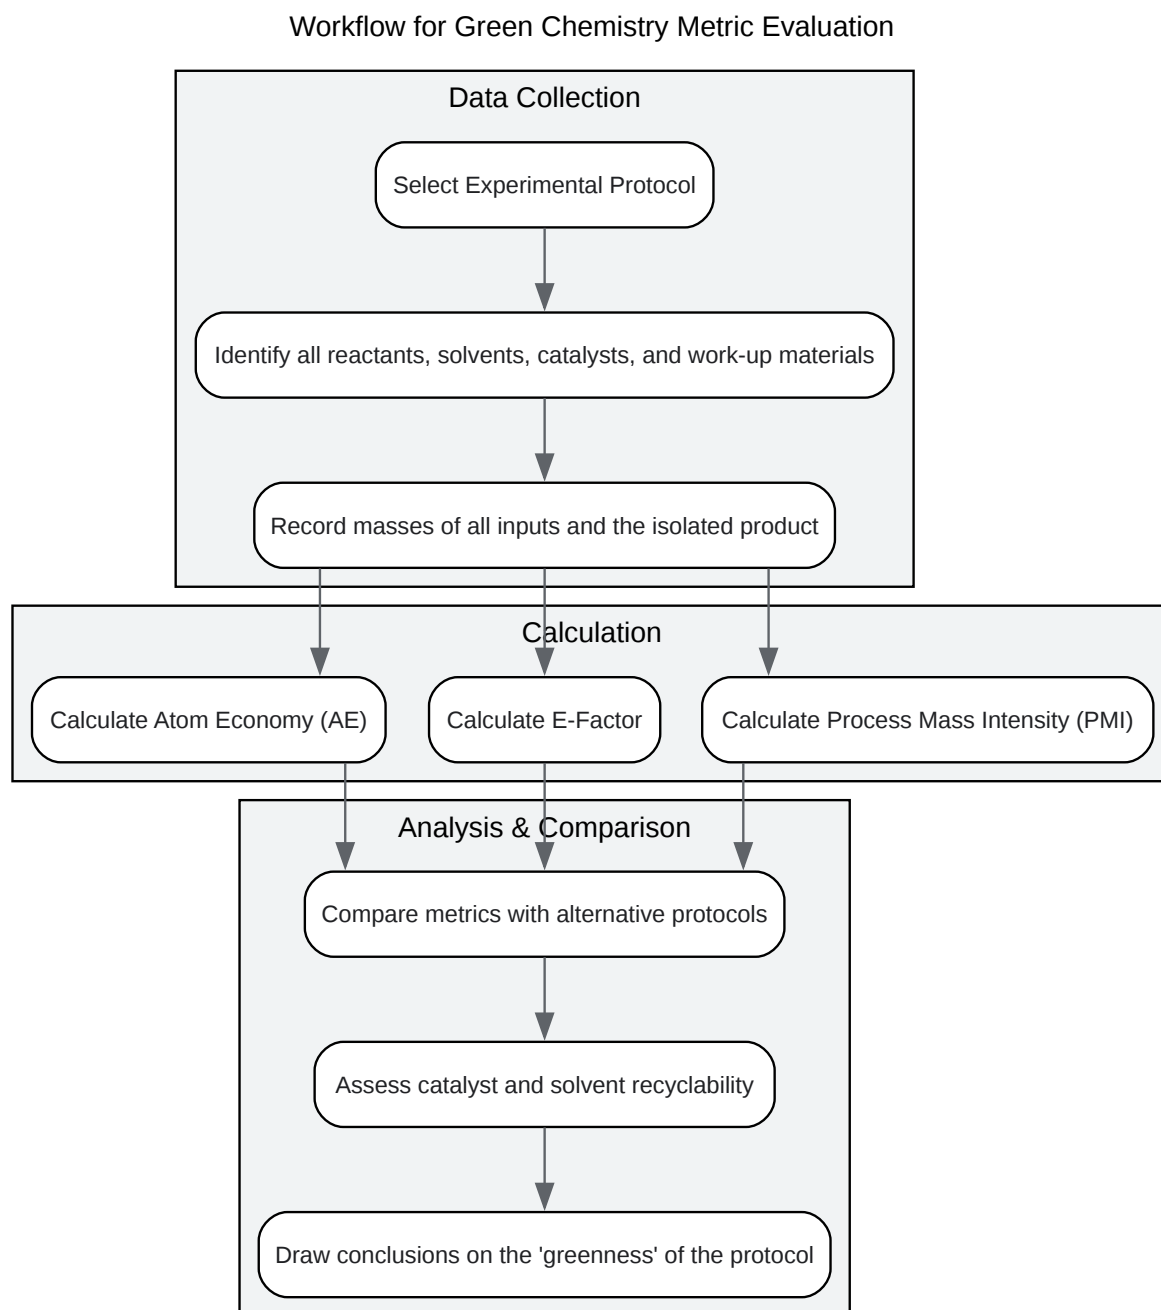 Workflow for Green Chemistry Metric Evaluation
Data Collection
Select Experimental Protocol
Identify all reactants, solvents, catalysts, and work-up materials
Record masses of all inputs and the isolated product
Calculation
Calculate Atom Economy (AE)
Calculate E-Factor
Calculate Process Mass Intensity (PMI)
Analysis & Comparison
Compare metrics with alternative protocols
Assess catalyst and solvent recyclability
Draw conclusions on the 'greenness' of the protocol